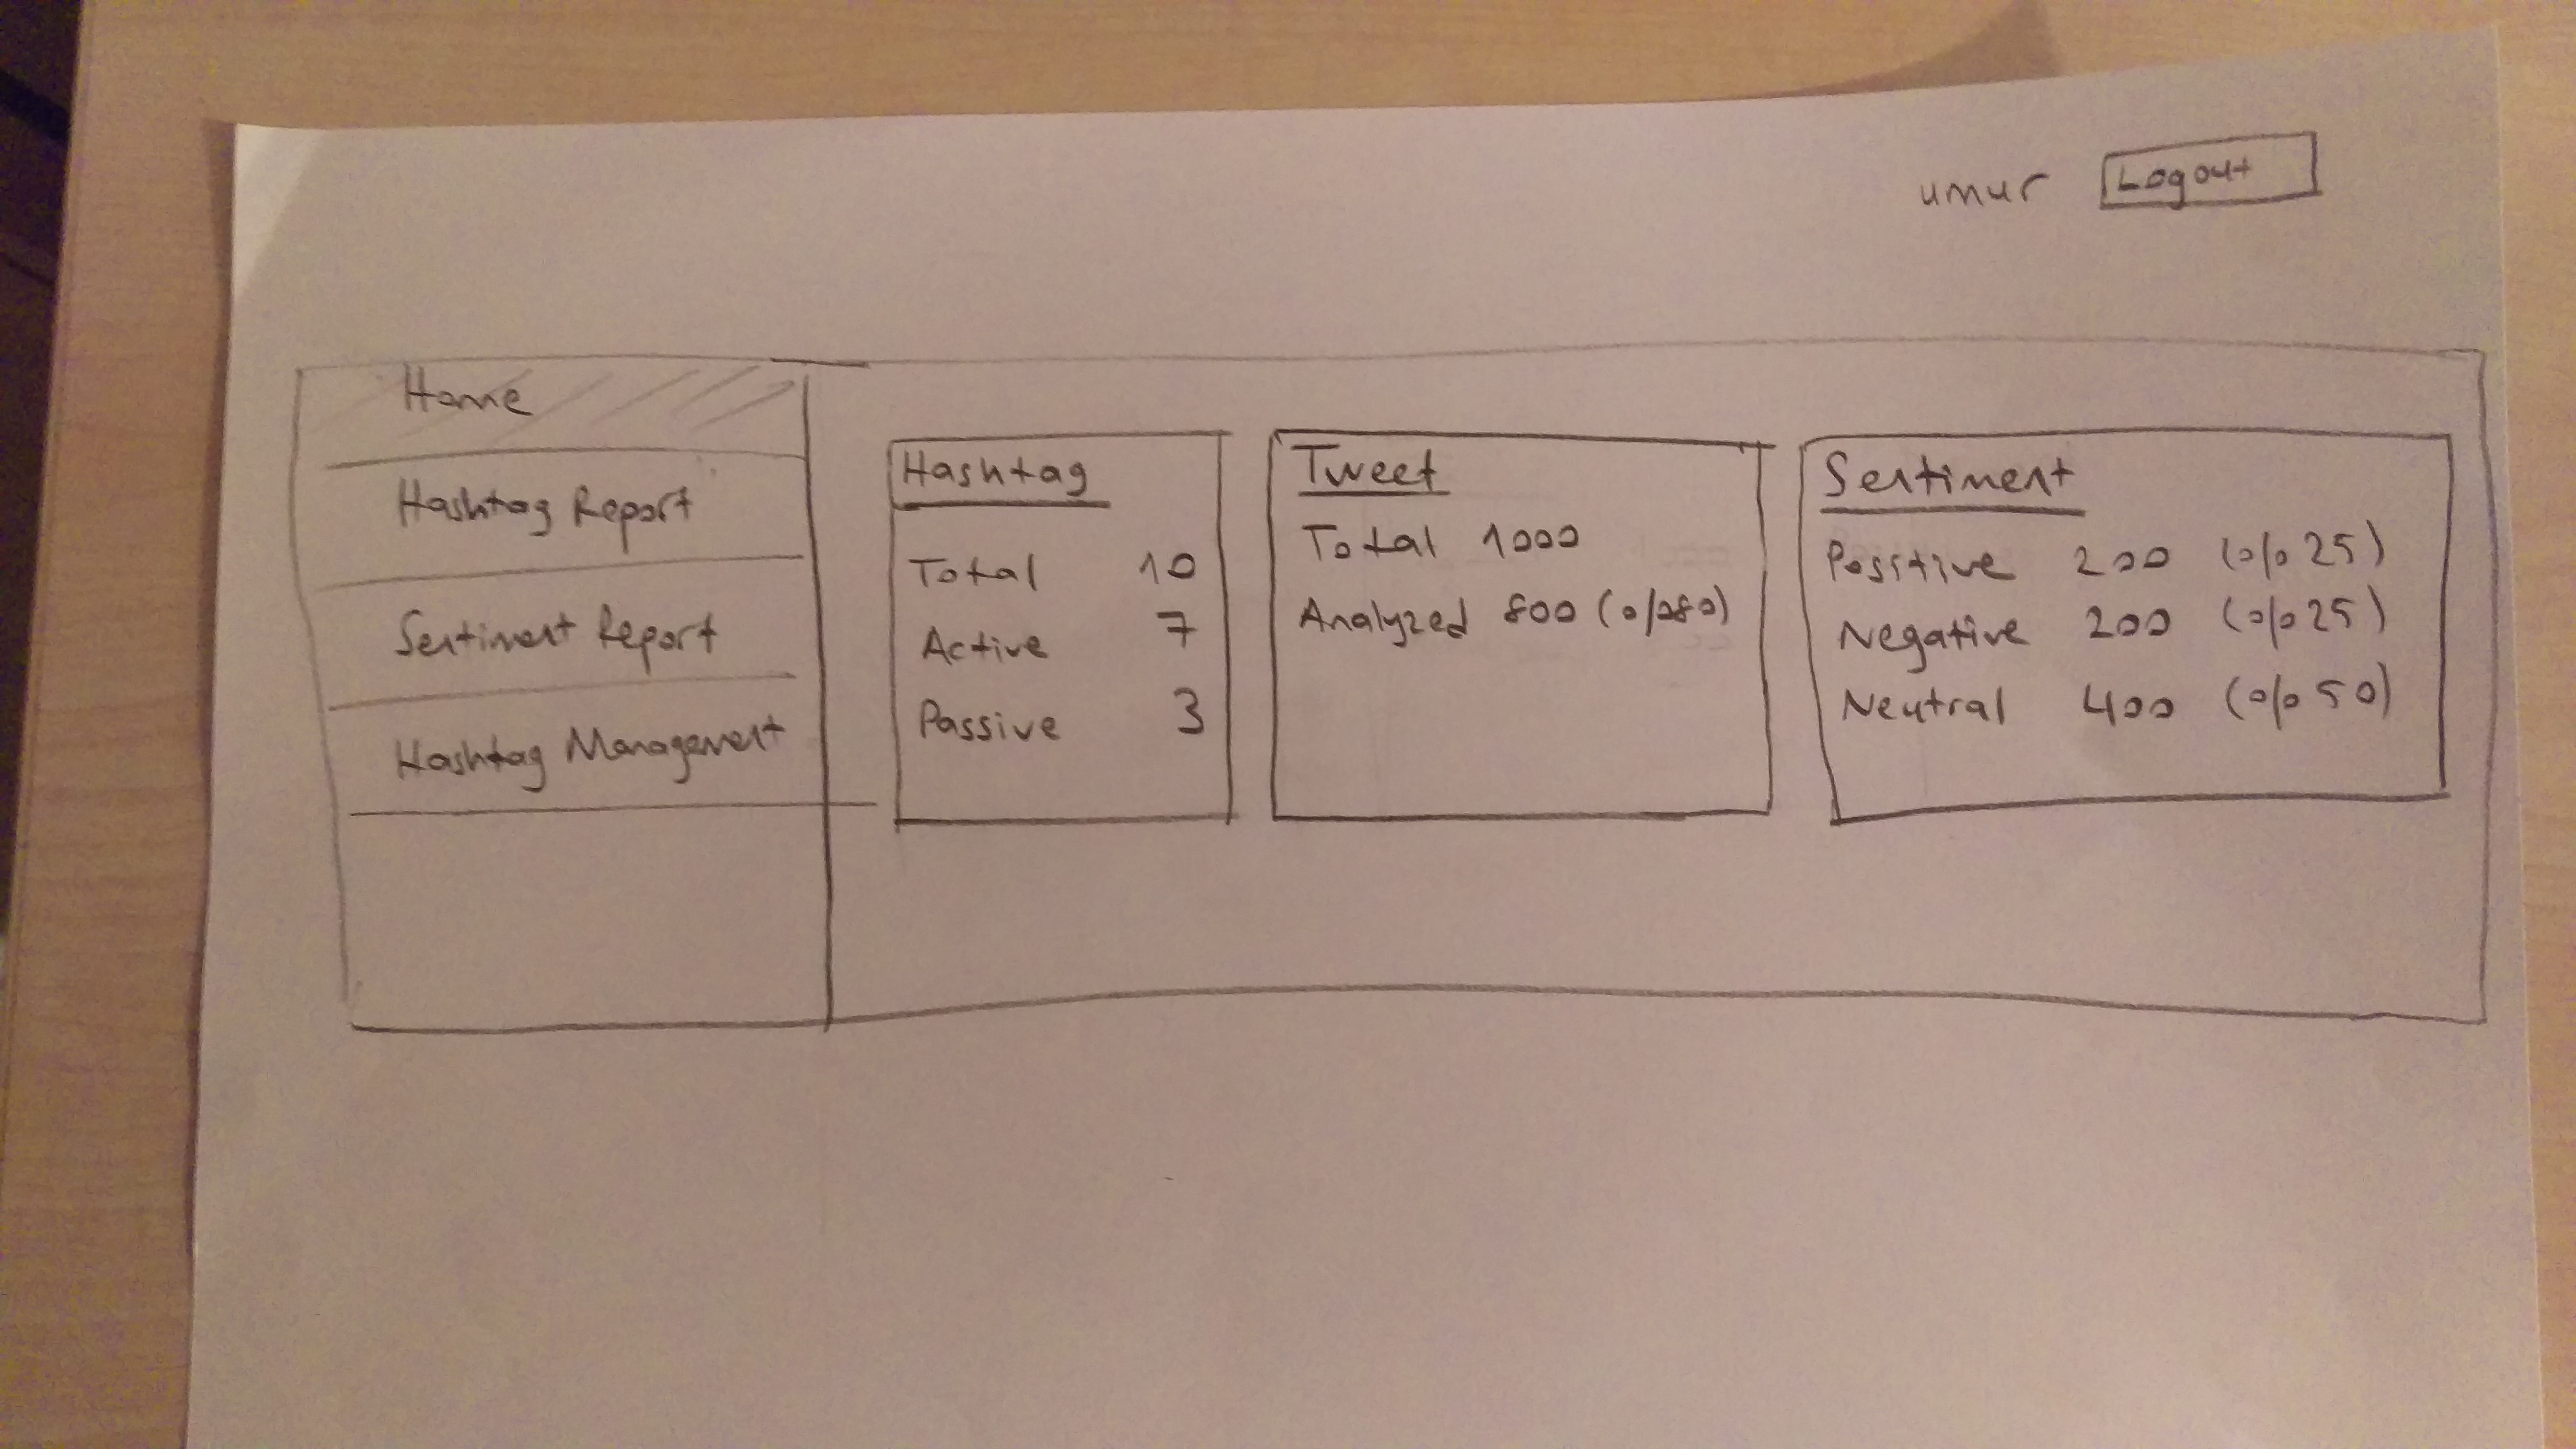 umur Logout
Home
Hashtag Report
Sentiment Report
Hashtag Management
Hashtag
Total 10
Active 7
Passive 3
Tweet
Total 1000
Analyzed 800 (%80)
Sentiment
Positive 200 (%25)
Negative 200 (%25)
Neutral 400 (%50)